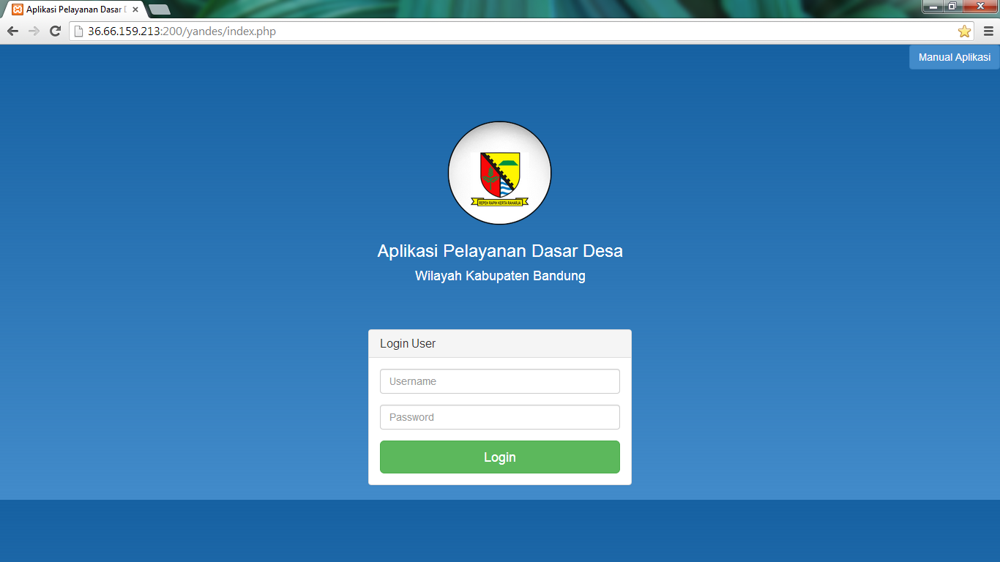 Aplikasi Pelayanan Dasar D
36.66.159.213:200/yandes/index.php
Manual Aplikasi
REPEH RAPIH KERTA RAHARJA
Aplikasi Pelayanan Dasar Desa
Wilayah Kabupaten Bandung
Login User
Username
Password
Login